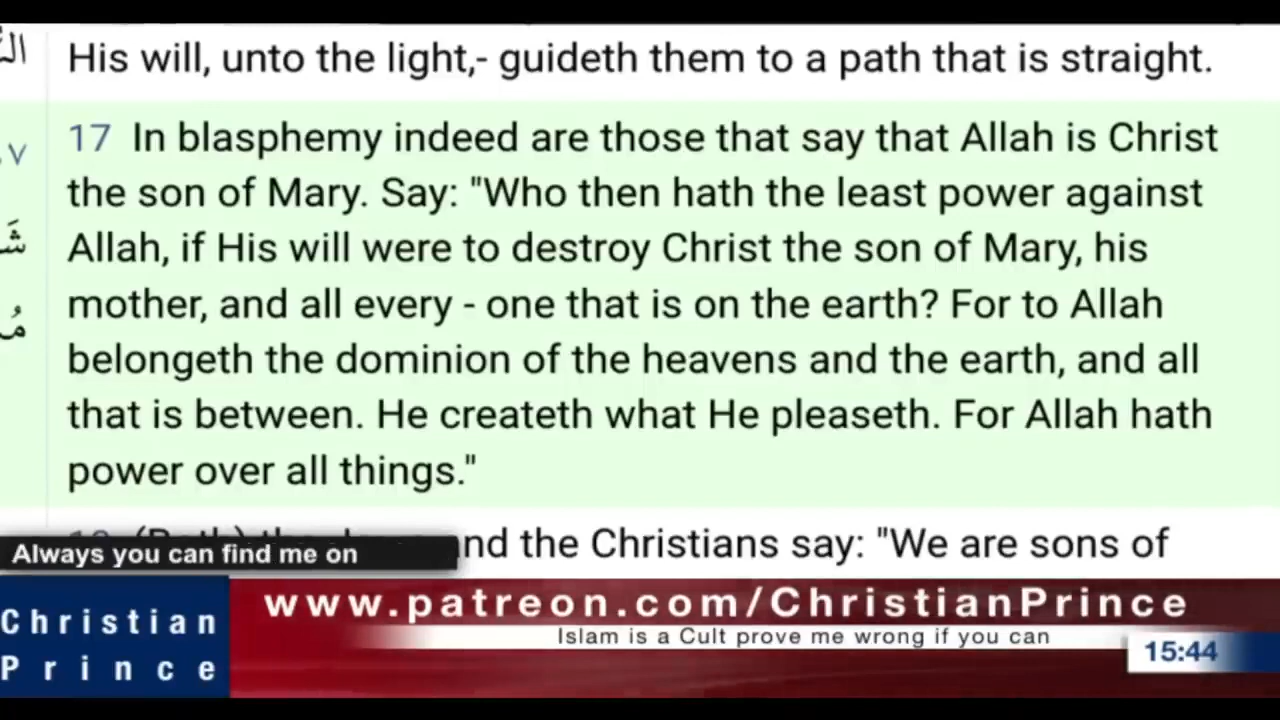 His will, unto the light,- guideth them to a path that is straight.
17 In blasphemy indeed are those that say that Allah is Christ
the son of Mary. Say: "Who then hath the least power against
Allah, if His will were to destroy Christ the son of Mary, his
mother, and all every - one that is on the earth? For to Allah
belongeth the dominion of the heavens and the earth, and all
that is between. He createth what He pleaseth. For Allah hath
power over all things."
and the Christians say: "We are sons of
Always you can find me on
Christian
Prince
www.patreon.com/ChristianPrince
Islam is a Cult prove me wrong if you can
15:44